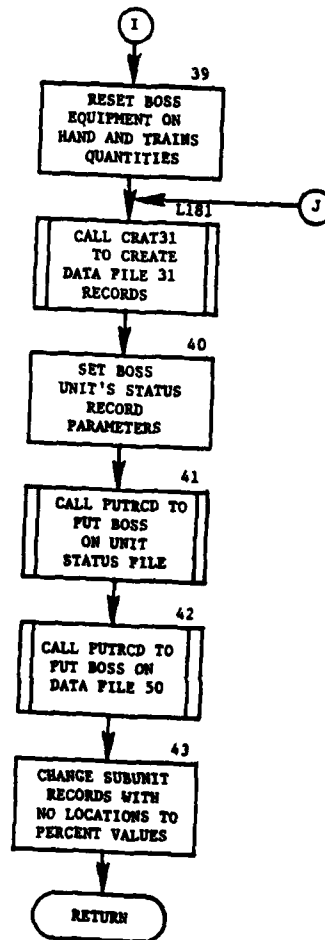 I
39
RESET BOSS
EQUIPMENT ON
HAND AND TRAINS
QUANTITIES
J
L181
CALL CRAT31
TO CREATE
DATA FILE 31
RECORDS
40
SET BOSS
UNIT'S STATUS
RECORD
PARAMETERS
41
CALL PUTRCD TO
PUT BOSS
ON UNIT
STATUS FILE
42
CALL PUTRCD TO
PUT BOSS ON
DATA FILE 50
43
CHANGE SUBUNIT
RECORDS WITH
NO LOCATIONS TO
PERCENT VALUES
RETURN